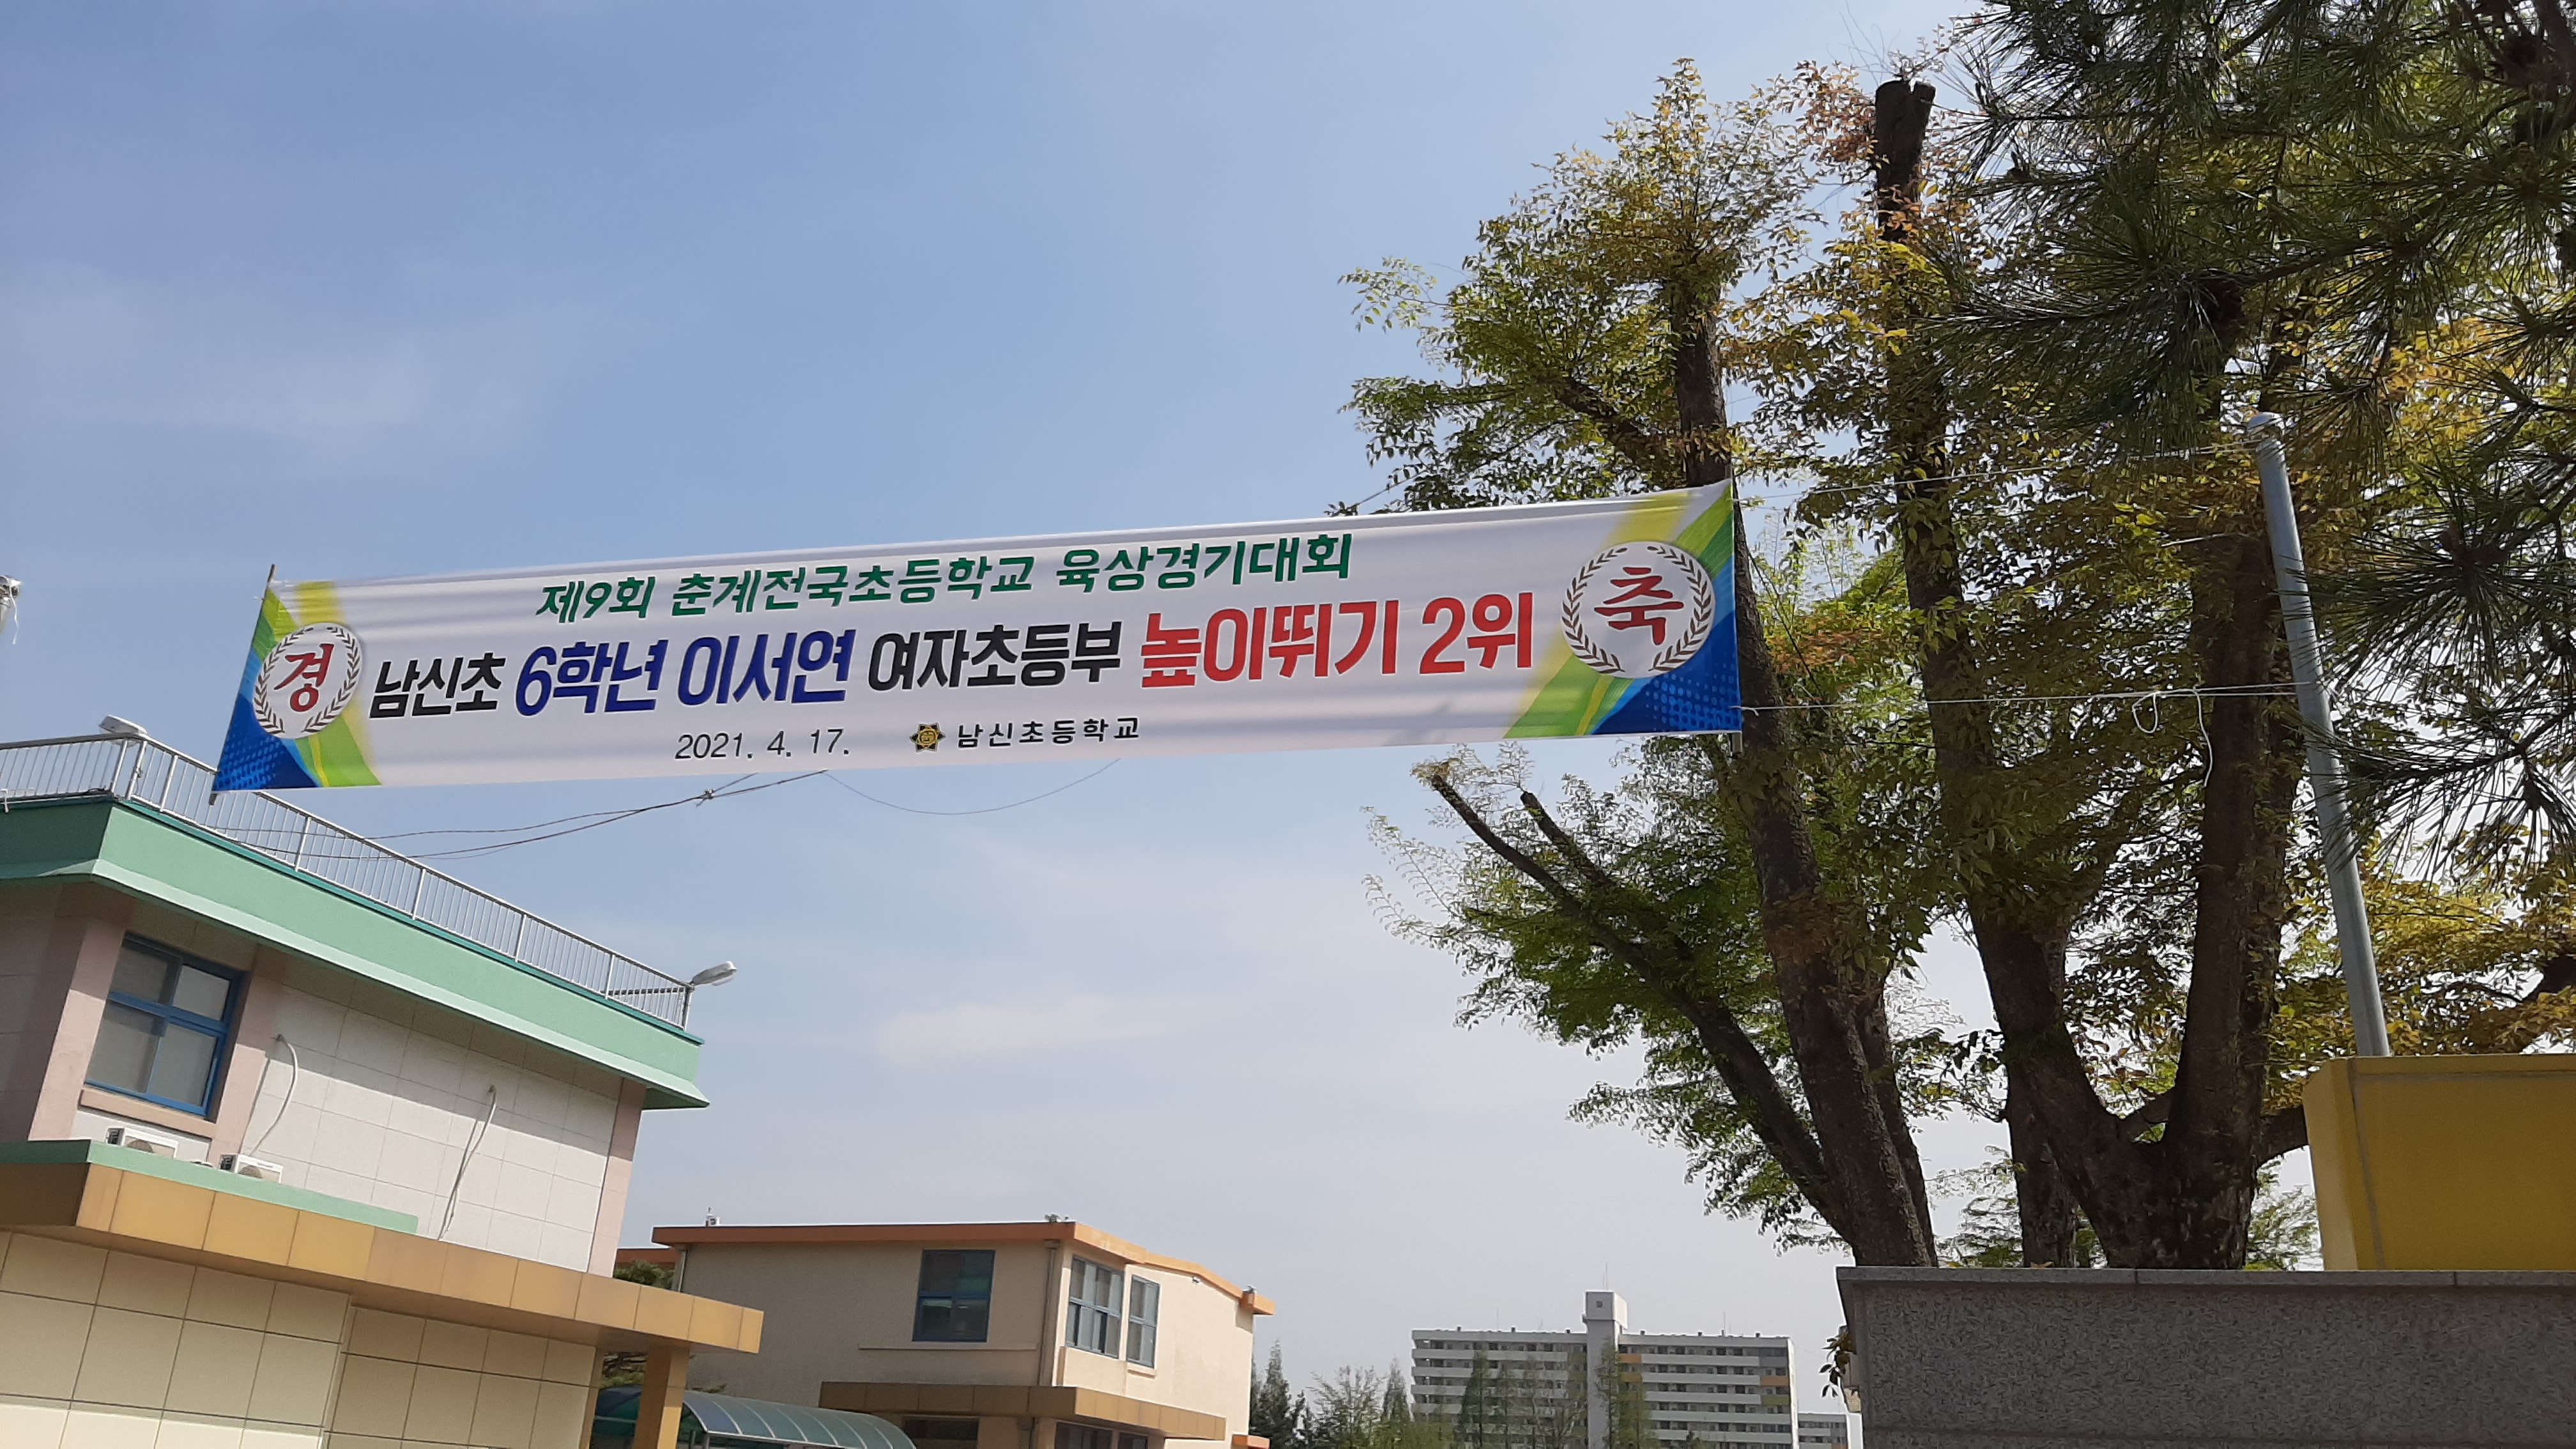 제9회 춘계전국초등학교 육상경기대회
경 남신초 6학년 이서연 여자초등부 높이뛰기 2위 축
2021. 4. 17. 남신초등학교